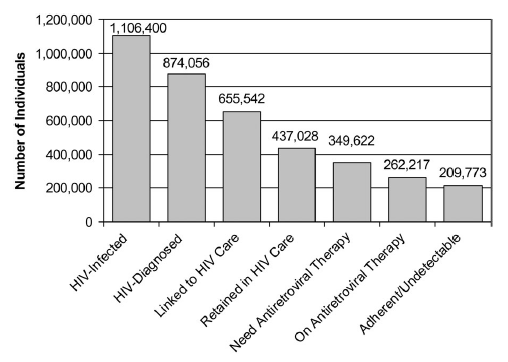 Number of Individuals
1,200,000
1,000,000
800,000
600,000
400,000
200,000
0
1,106,400
874,056
655,542
437,028
349,622
262,217
209,773
HIV-Infected
HIV-Diagnosed
Linked to HIV Care
Retained in HIV Care
Need Antiretroviral Therapy
On Antiretroviral Therapy
Adherent/Undetectable